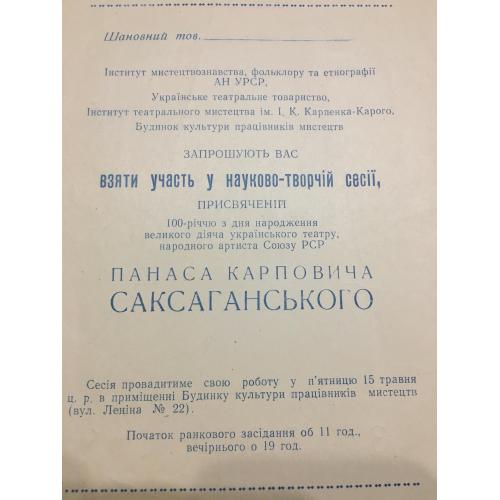 Шановний тов.
Інститут мистецтвознавства, фольклору та етнографії
АН УРСР,
Українське театральне товариство,
Інститут театрального мистецтва ім. І. К. Карпенка-Карого,
Будинок культури працівників мистецтв
ЗАПРОШУЮТЬ ВАС
взяти участь у науково-творчій сесії,
ПРИСВЯЧЕНІЙ
100-річчю з дня народження
великого діяча українського театру,
народного артиста Союзу РСР
ПАНАСА КАРПОВИЧА
САКСАГАНСЬКОГО
Сесія провадитиме свою роботу у п'ятницю 15 травня
ц. р. в приміщенні Будинку культури працівників мистецтв
(вул. Леніна № 22).
Початок ранкового засідання об 11 год.,
вечірнього о 19 год.